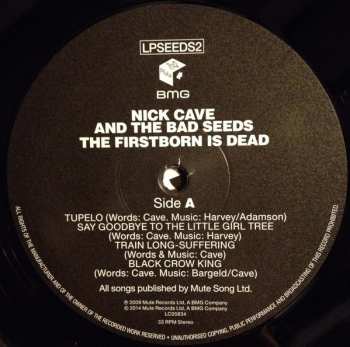 LPSEEDS2
BMG
NICK CAVE
AND THE BAD SEEDS
THE FIRSTBORN IS DEAD
Side A
TUPELO (Words: Cave. Music: Harvey/Adamson)
SAY GOODBYE TO THE LITTLE GIRL TREE
(Words: Cave. Music: Harvey)
TRAIN LONG-SUFFERING
(Words & Music: Cave)
BLACK CROW KING
(Words: Cave. Music: Bargeld/Cave)
All songs published by Mute Song Ltd.
℗ 2009 Mute Records Ltd. A BMG Company
© 2014 Mute Records Ltd. A BMG Company
LC05834
33 RPM Stereo
ALL RIGHTS OF THE MANUFACTURER AND OF THE OWNER OF THE RECORDED WORK RESERVED • UNAUTHORISED COPYING, PUBLIC PERFORMANCE AND BROADCASTING OF THIS RECORD PROHIBITED.